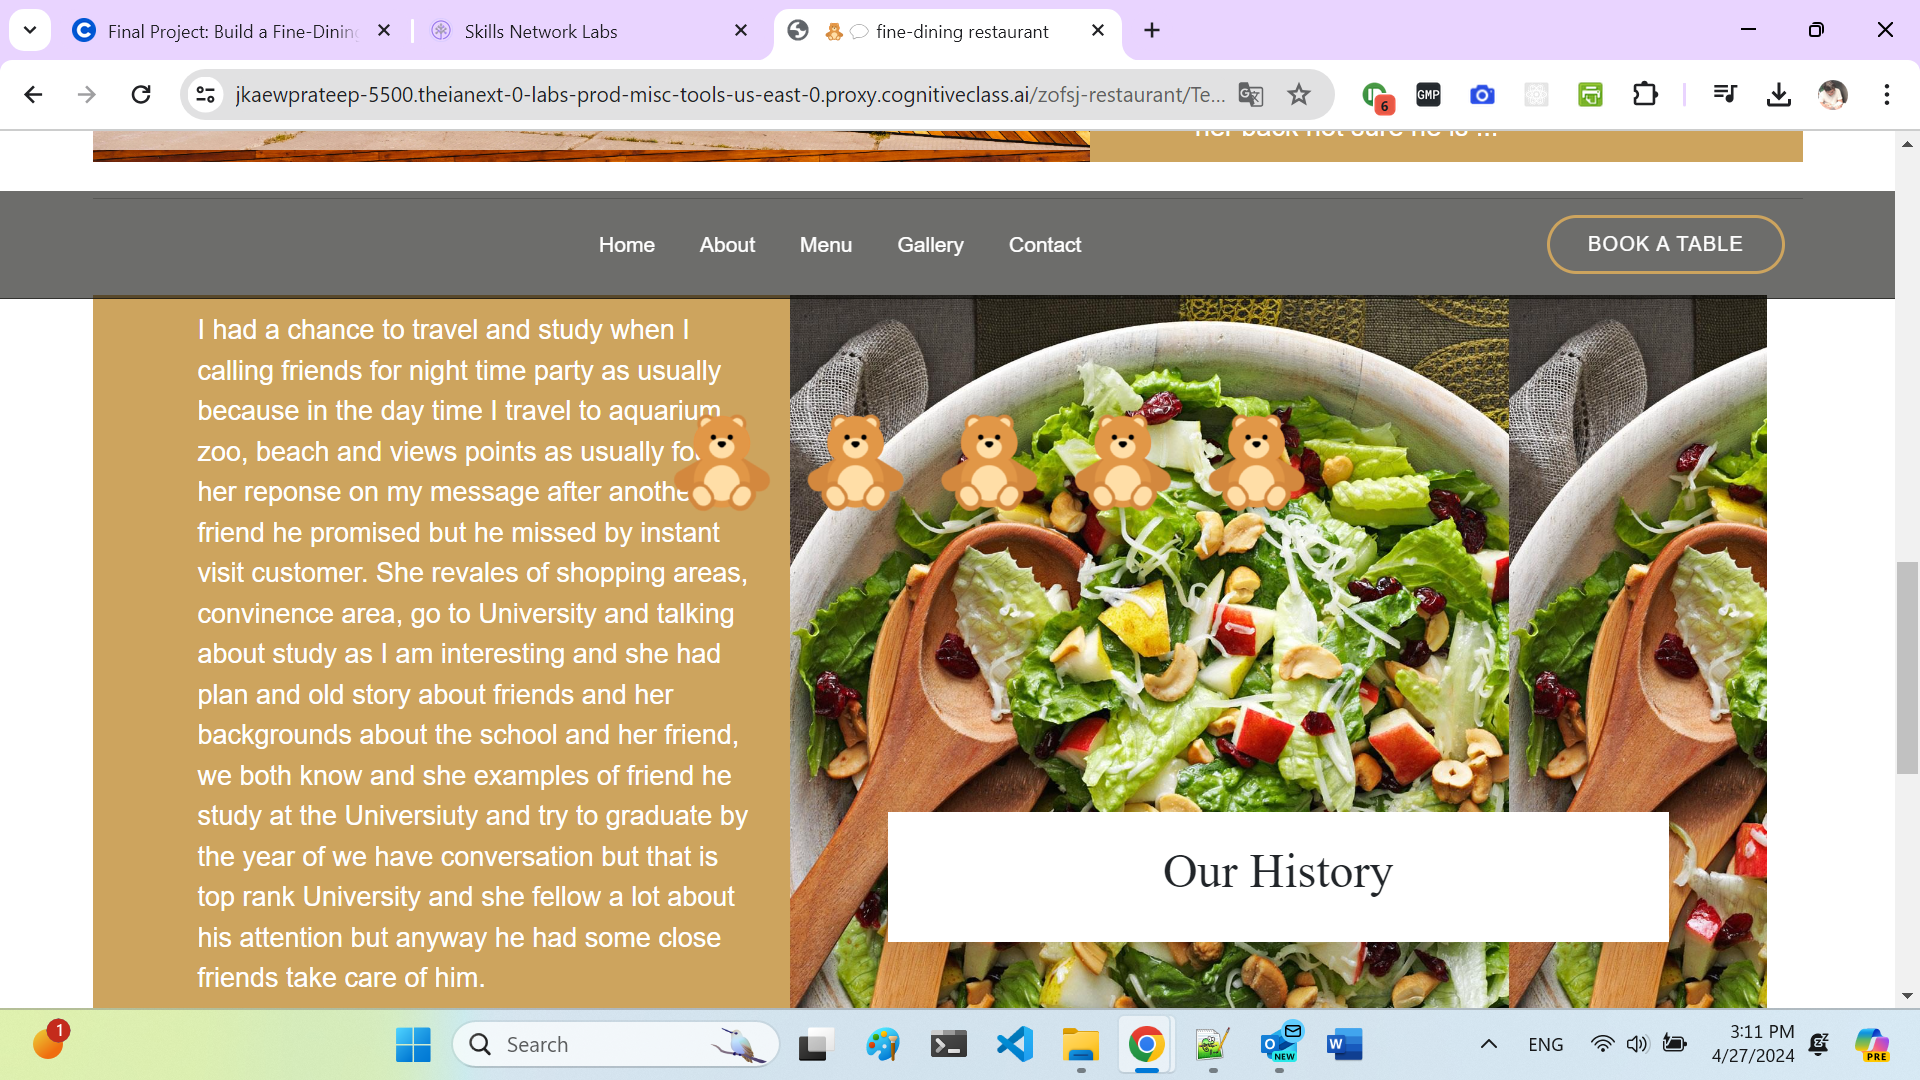 Final Project: Build a Fine-Dining
Skills Network Labs
fine-dining restaurant
jkaewprateep-5500.theianext-0-labs-prod-misc-tools-us-east-0.proxy.cognitiveclass.ai/zofsj-restaurant/Te...
6
GMP
her back not sure he is ...
Home
About
Menu
Gallery
Contact
BOOK A TABLE
I had a chance to travel and study when I
calling friends for night time party as usually
because in the day time I travel to aquarium
zoo, beach and views points as usually
her reponse on my message after
friend he promised but he missed by instant
visit customer. She revales of shopping areas,
convinence area, go to University and talking
about study as I am interesting and she had
plan and old story about friends and her
backgrounds about the school and her friend,
we both know and she examples of friend he
study at the Universiuty and try to graduate by
the year of we have conversation but that is
top rank University and she fellow a lot about
his attention but anyway he had some close
friends take care of him.
Our History
1
Search
NEW
ENG
3:11 PM
4/27/2024
PRE